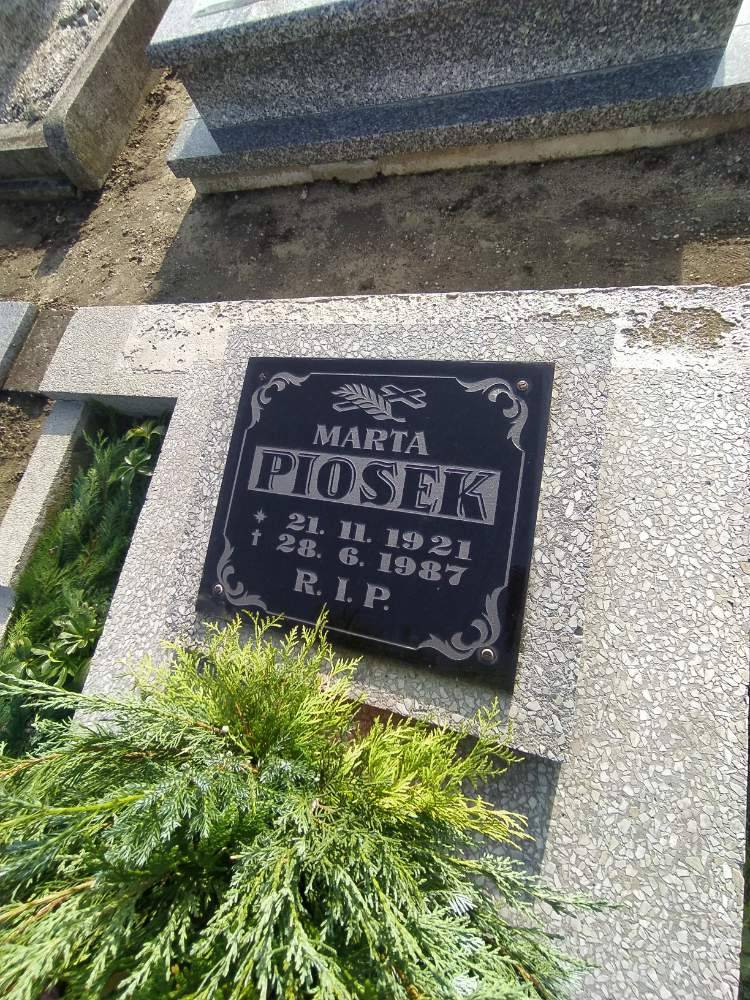 MARTA
PIOSEK
* 21. 11. 1921
† 28. 6. 1987
R. I. P.